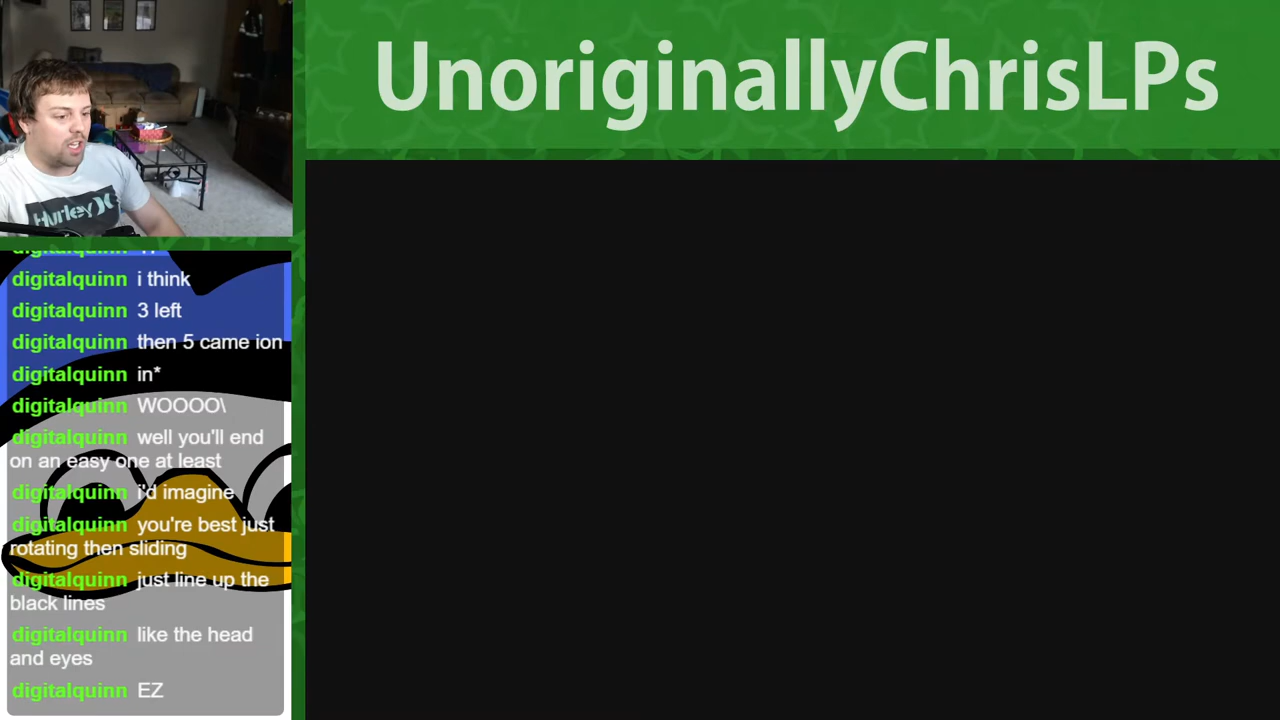 UnoriginallyChrisLPs
Hurley
digitalquinn
digitalquinn i think
digitalquinn 3 left
digitalquinn then 5 came ion
digitalquinn in*
digitalquinn WOOOO\
digitalquinn well you'll end
on an easy one at least
digitalquinn i'd imagine
digitalquinn you're best just
rotating then sliding
digitalquinn just line up the
black lines
digitalquinn like the head
and eyes
digitalquinn EZ